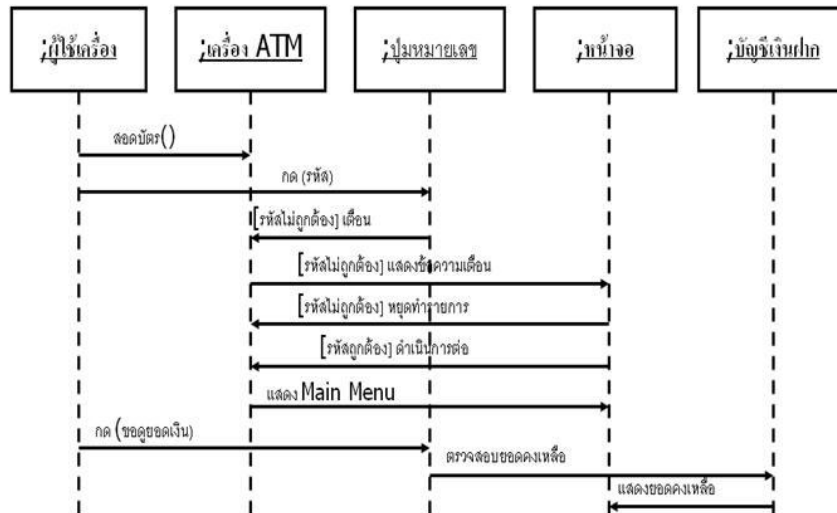 ;ผู้ใช้เครื่อง
;เครื่อง ATM
;ปุ่มหมายเลข
;หน้าจอ
;บัญชีเงินฝาก
สอดบัตร()
กด (รหัส)
[รหัสไม่ถูกต้อง] เตือน
[รหัสไม่ถูกต้อง] แสดงข้อความเตือน
[รหัสไม่ถูกต้อง] หยุดทำรายการ
[รหัสถูกต้อง] ดำเนินการต่อ
แสดง Main Menu
กด (ขอดูยอดเงิน)
ตรวจสอบยอดคงเหลือ
แสดงยอดคงเหลือ